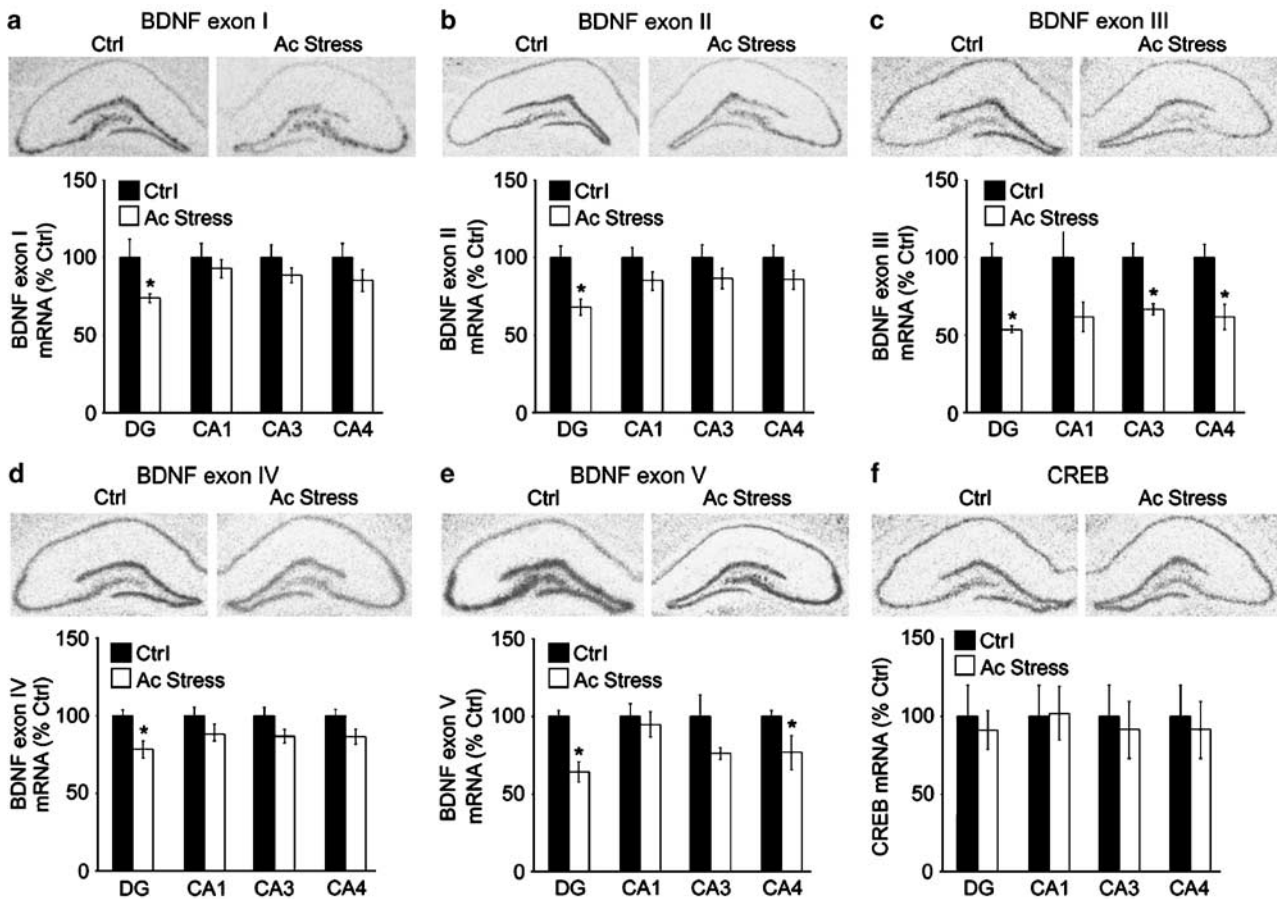 a BDNF exon I
Ctrl Ac Stress
BDNF exon I
mRNA (% Ctrl)
150
100
50
0
Ctrl
Ac Stress
*
DG CA1 CA3 CA4
b BDNF exon II
Ctrl Ac Stress
BDNF exon II
mRNA (% Ctrl)
150
100
50
0
Ctrl
Ac Stress
*
DG CA1 CA3 CA4
c BDNF exon III
Ctrl Ac Stress
BDNF exon III
mRNA (% Ctrl)
150
100
50
0
Ctrl
Ac Stress
* * *
DG CA1 CA3 CA4
d BDNF exon IV
Ctrl Ac Stress
BDNF exon IV
mRNA (% Ctrl)
150
100
50
0
Ctrl
Ac Stress
*
DG CA1 CA3 CA4
e BDNF exon V
Ctrl Ac Stress
BDNF exon V
mRNA (% Ctrl)
150
100
50
0
Ctrl
Ac Stress
* *
DG CA1 CA3 CA4
f CREB
Ctrl Ac Stress
CREB mRNA (% Ctrl)
150
100
50
0
Ctrl
Ac Stress
DG CA1 CA3 CA4